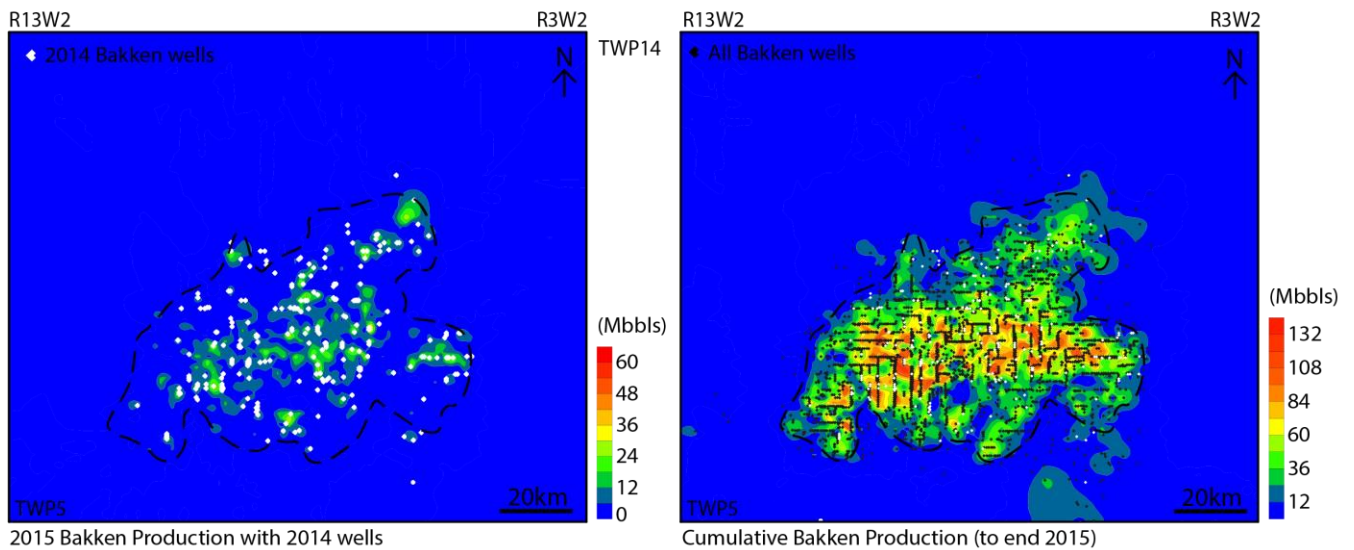 R13W2 R3W2
2014 Bakken wells
N
TWP14
(Mbbls)
60
48
36
24
12
0
TWP5
20km
2015 Bakken Production with 2014 wells
R13W2 R3W2
All Bakken wells
N
(Mbbls)
132
108
84
60
36
12
TWP5
20km
Cumulative Bakken Production (to end 2015)